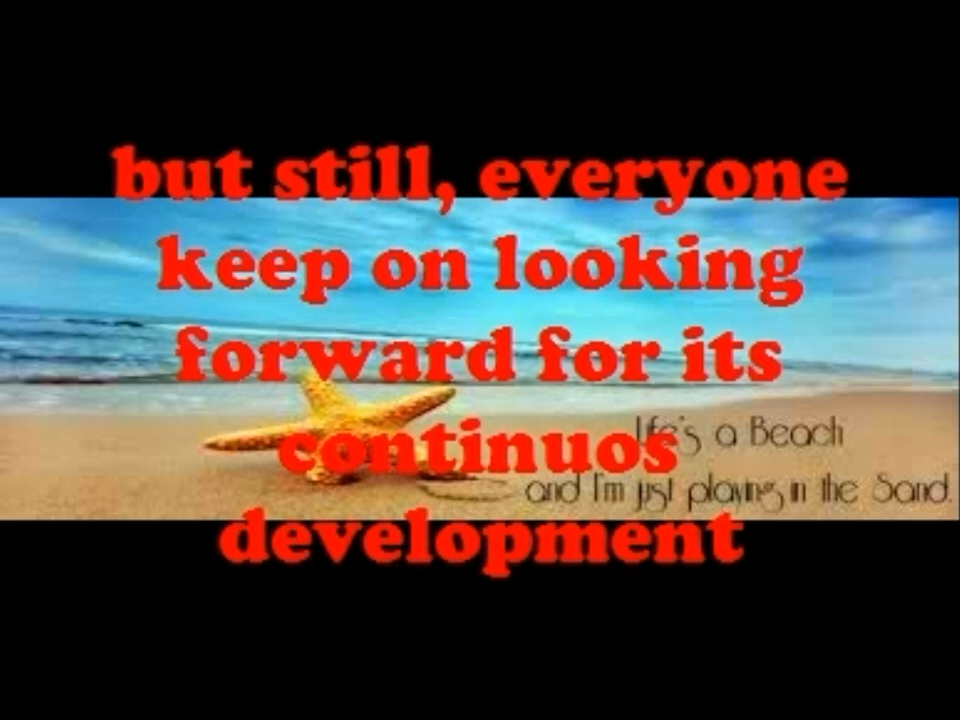 but still, everyone
keep on looking
forward for its
continuos
development
Life's a Beach
and I'm just playing in the Sand.